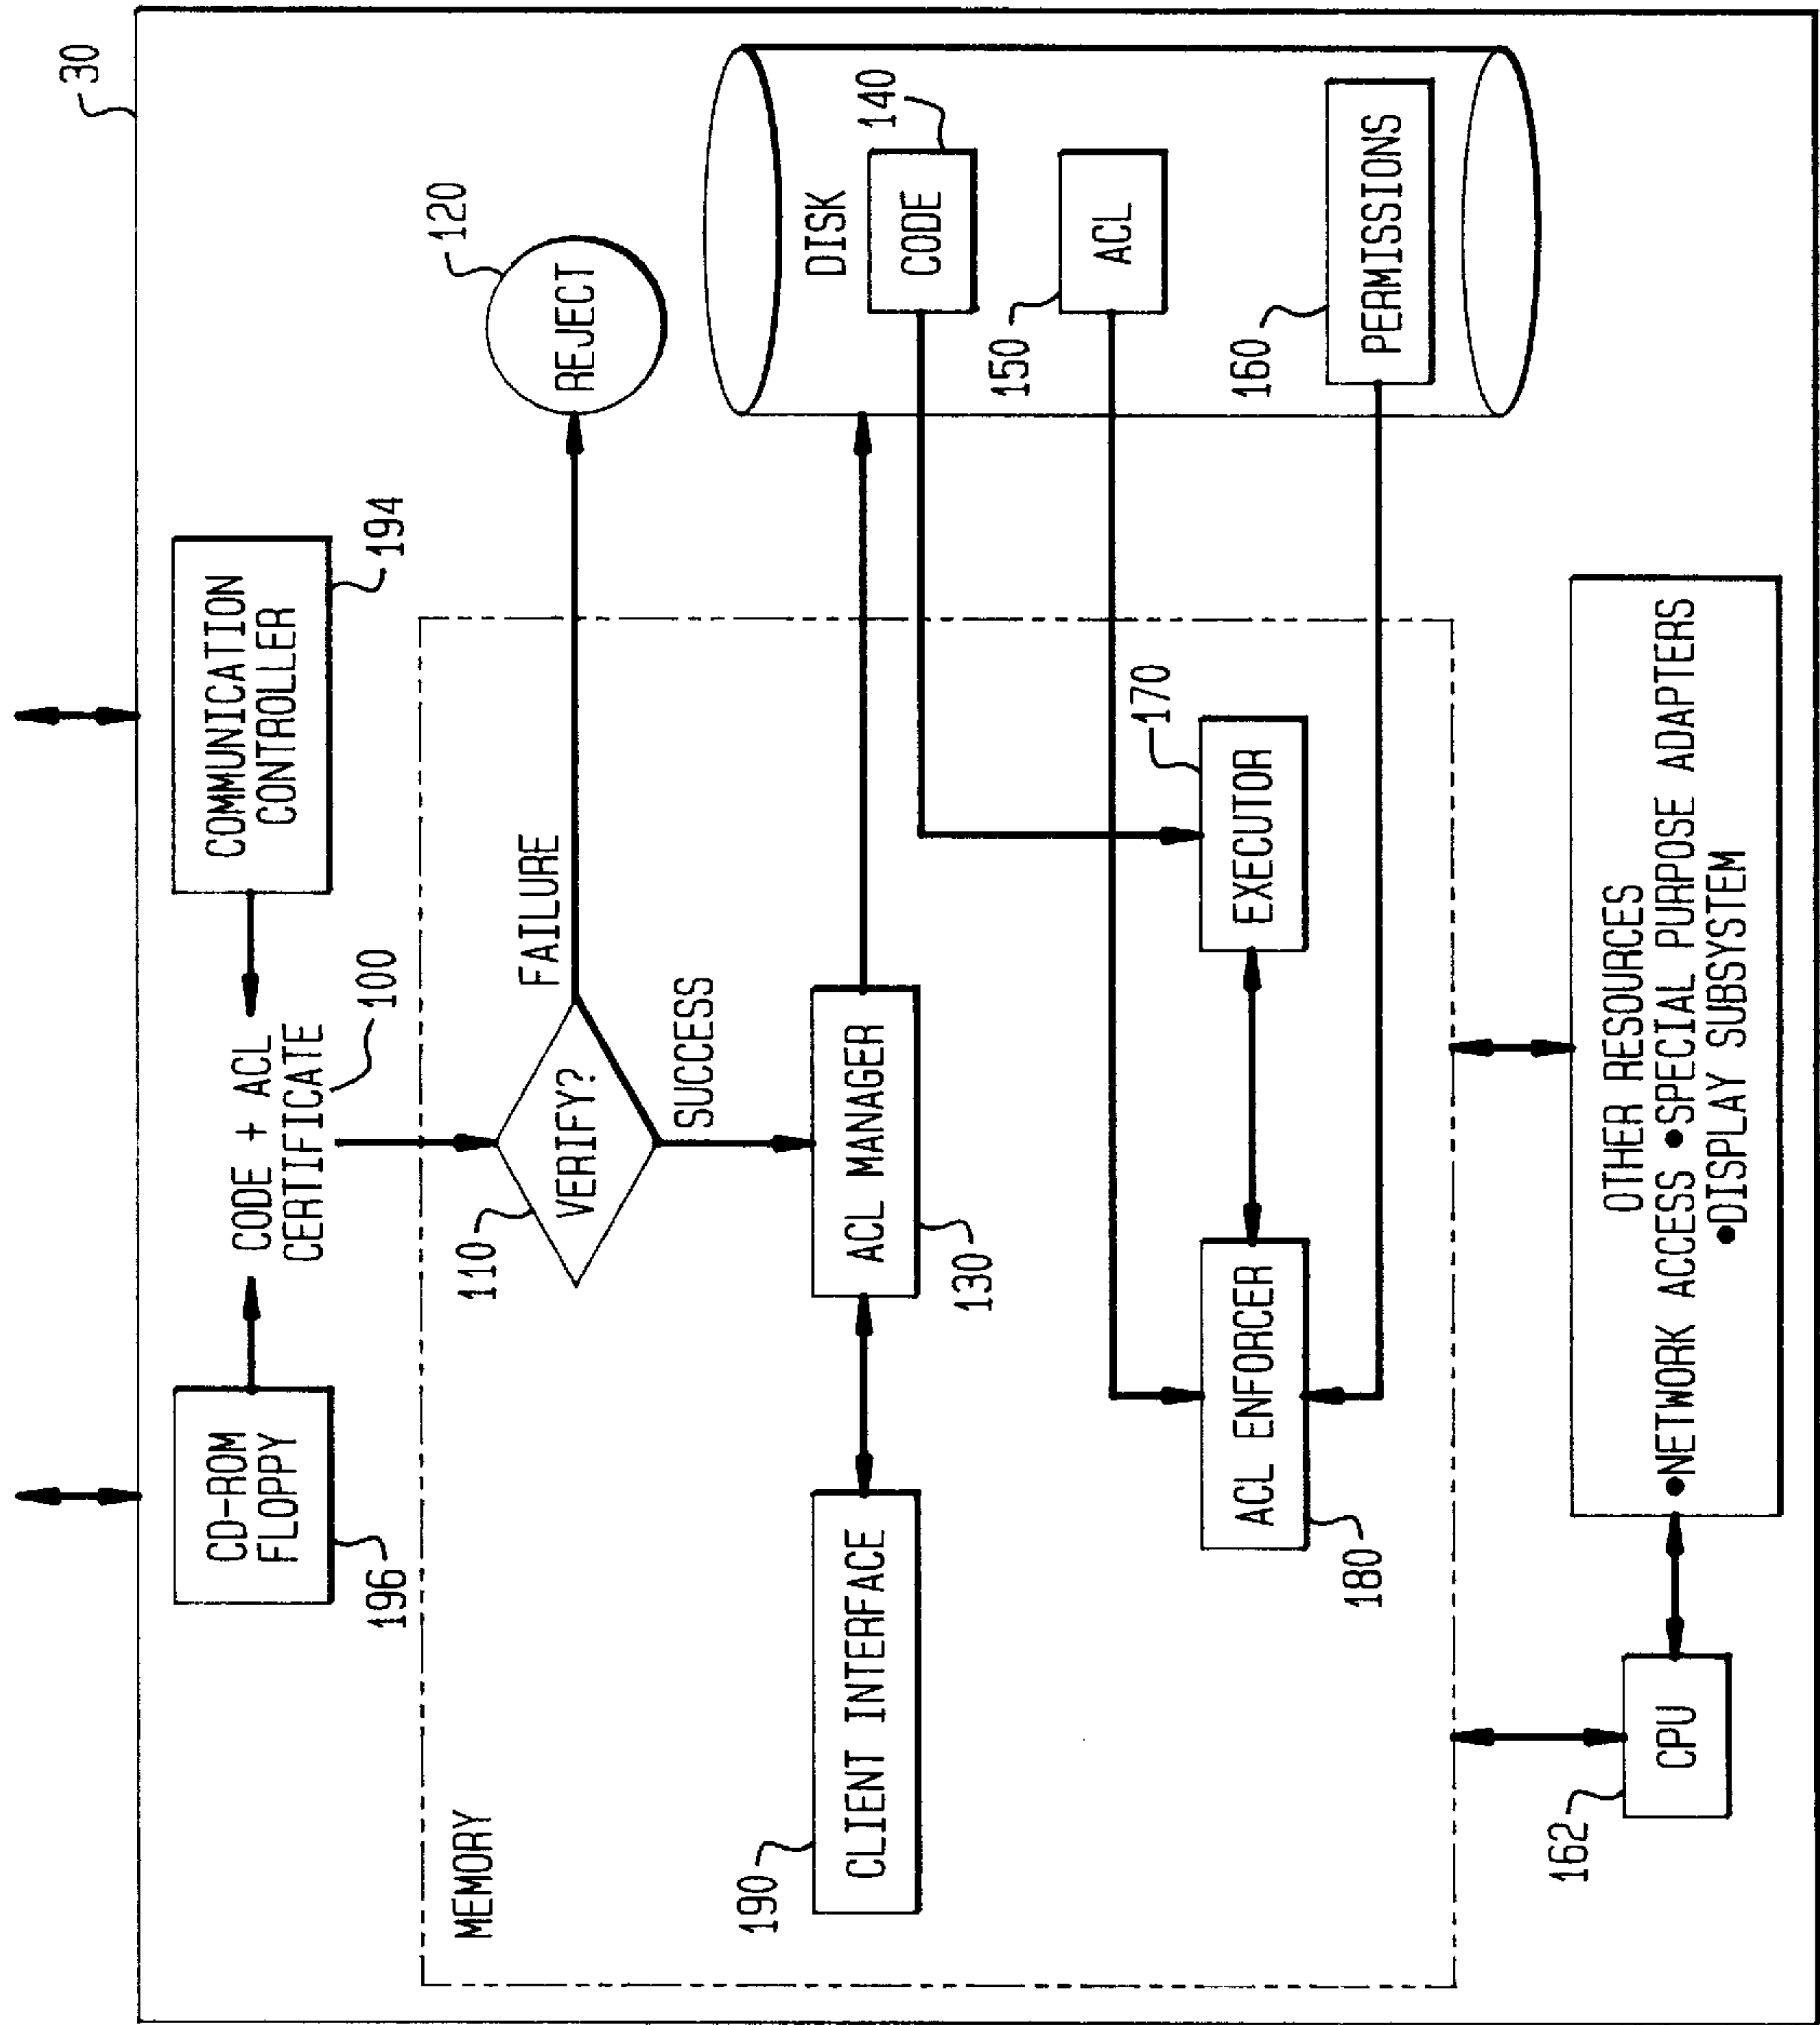 30
CD-ROM
FLOPPY
196
CODE + ACL
CERTIFICATE
100
COMMUNICATION
CONTROLLER
194
MEMORY
110
VERIFY?
FAILURE
SUCCESS
REJECT
120
190
CLIENT INTERFACE
ACL MANAGER
130
DISK
CODE
140
150
ACL
160
PERMISSIONS
ACL ENFORCER
180
EXECUTOR
170
162
CPU
OTHER RESOURCES
●NETWORK ACCESS ●SPECIAL PURPOSE ADAPTERS
●DISPLAY SUBSYSTEM